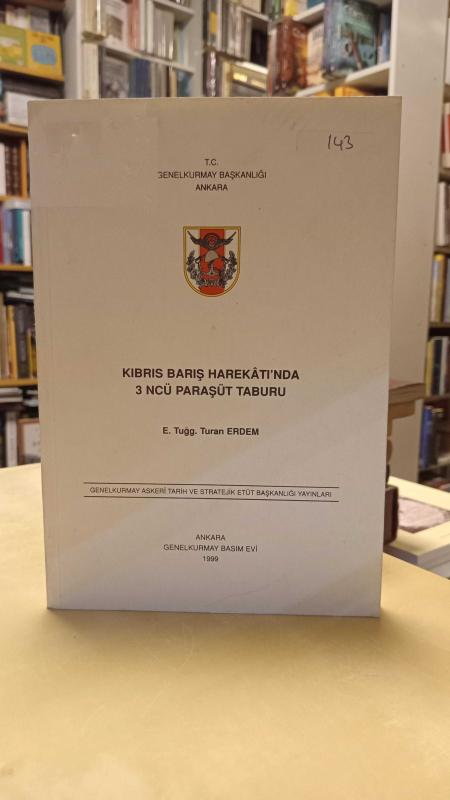 143
T.C.
GENELKURMAY BAŞKANLIĞI
ANKARA
KIBRIS BARIŞ HAREKÂTI'NDA
3 NCÜ PARAŞÜT TABURU
E. Tuğg. Turan ERDEM
GENELKURMAY ASKERİ TARİH VE STRATEJİK ETÜT BAŞKANLIĞI YAYINLARI
ANKARA
GENELKURMAY BASIM EVİ
1999